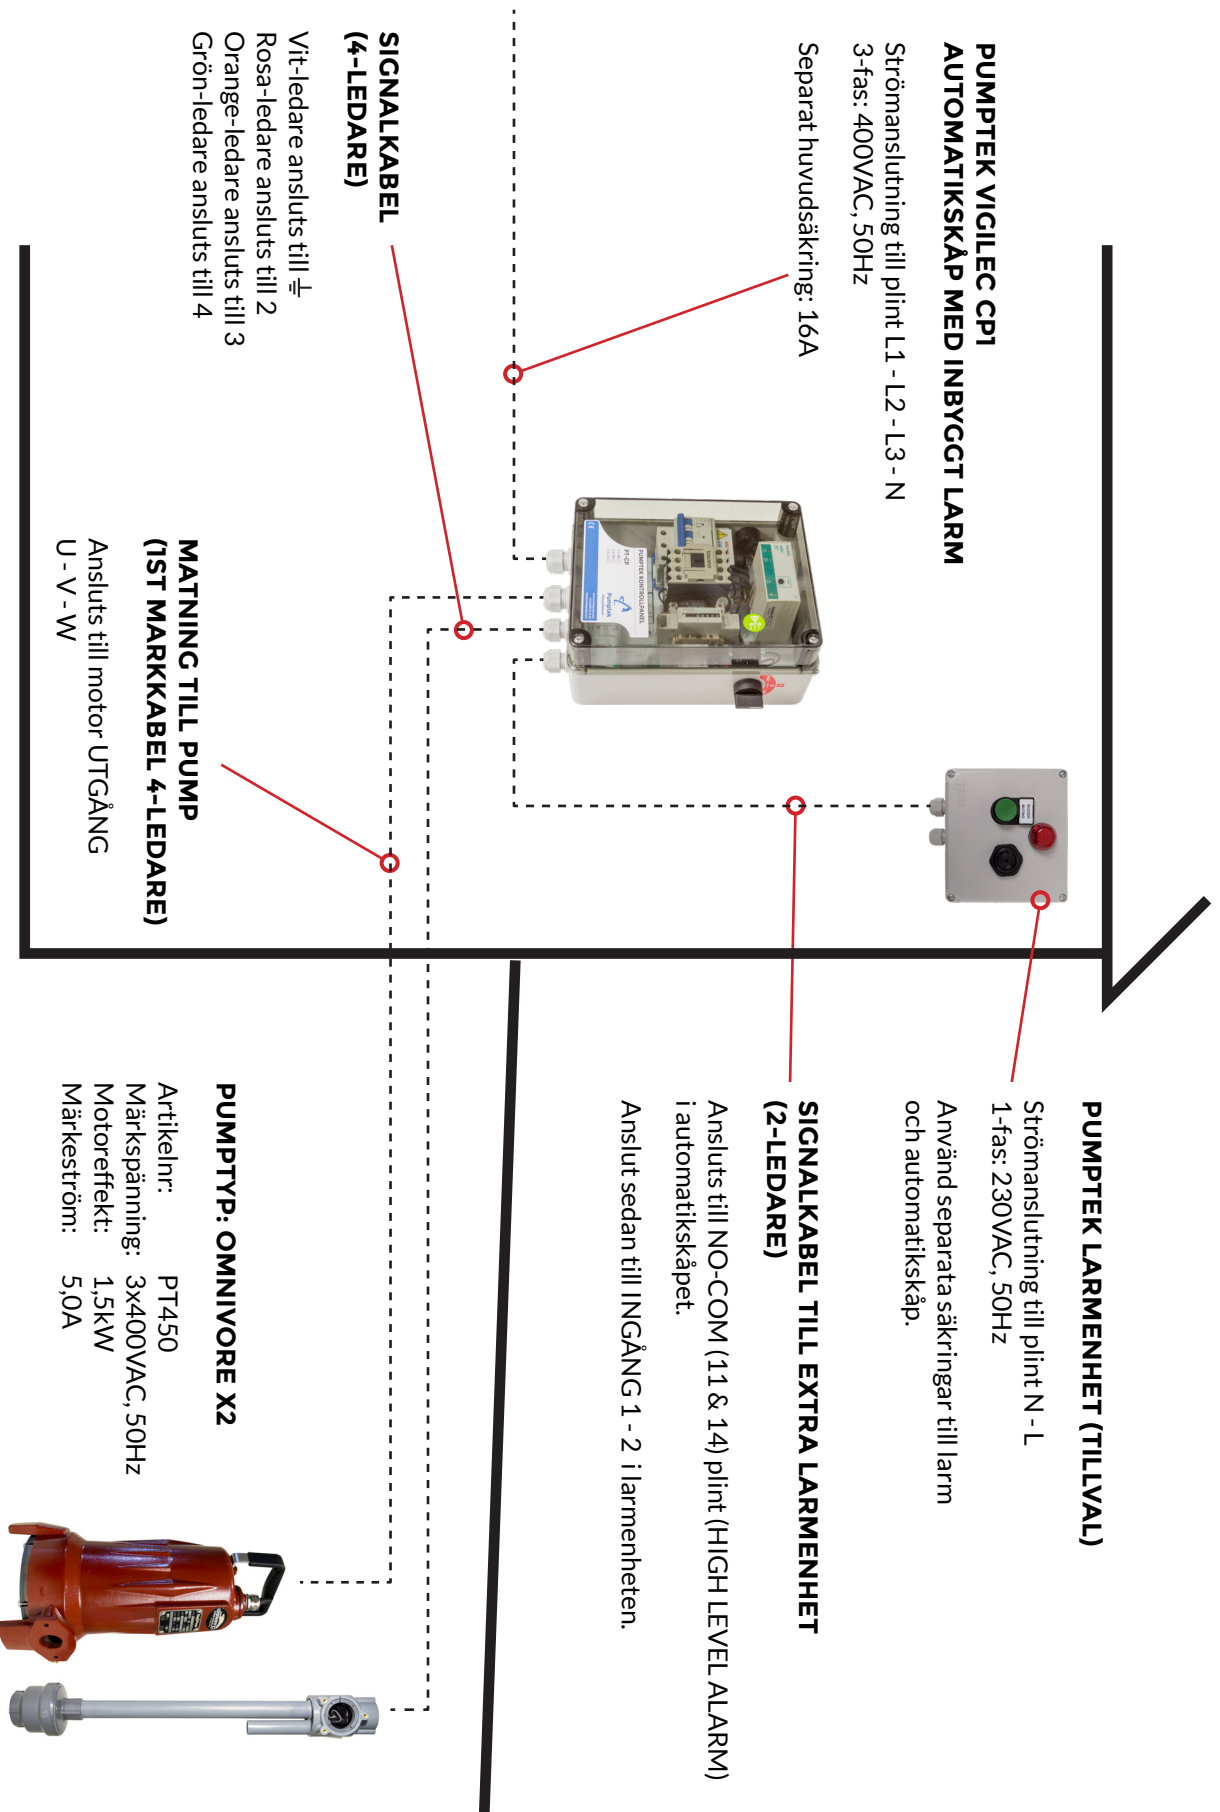 PUMPTEK VIGILEC CP1
AUTOMATIKSKÅP MED INBYGGT LARM
Strömanslutning till plint L1 - L2 - L3 - N
3-fas: 400VAC, 50Hz
Separat huvudsäkring: 16A
SIGNALKABEL
(4-LEDARE)
Vit-ledare ansluts till ⏚
Rosa-ledare ansluts till 2
Orange-ledare ansluts till 3
Grön-ledare ansluts till 4
PUMPTEK KONTROLLPANEL
PT-CP
Pumptek
MATNING TILL PUMP
(1ST MARKKABEL 4-LEDARE)
Ansluts till motor UTGÅNG
U - V - W
PUMPTEK LARMENHET (TILLVAL)
Strömanslutning till plint N - L
1-fas: 230VAC, 50Hz
Använd separata säkringar till larm
och automatikskåp.
SIGNALKABEL TILL EXTRA LARMENHET
(2-LEDARE)
Ansluts till NO-COM (11 & 14) plint (HIGH LEVEL ALARM)
i automatikskåpet.
Anslut sedan till INGÅNG 1 - 2 i larmenheten.
PUMPTYP: OMNIVORE X2
Artikelnr: PT450
Märkspänning: 3x400VAC, 50Hz
Motoreffekt: 1,5kW
Märkeström: 5,0A